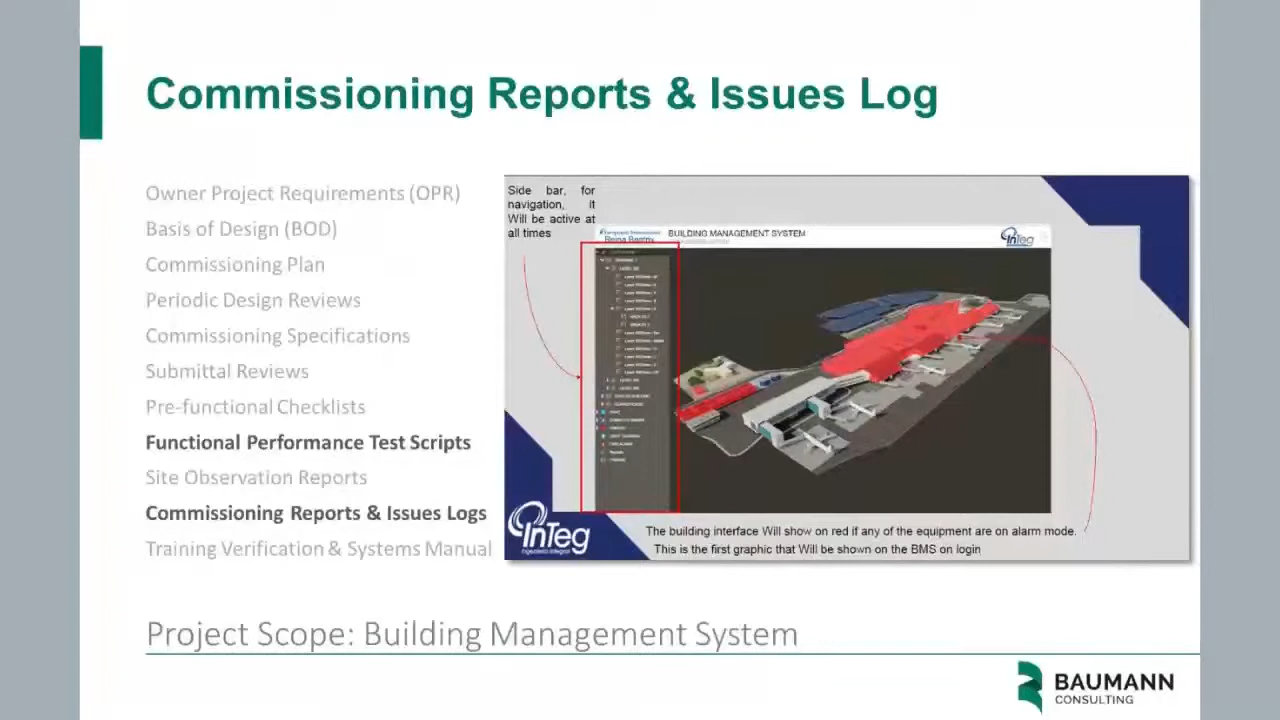 Commissioning Reports & Issues Log
Owner Project Requirements (OPR)
Basis of Design (BOD)
Commissioning Plan
Periodic Design Reviews
Commissioning Specifications
Submittal Reviews
Pre-functional Checklists
Functional Performance Test Scripts
Site Observation Reports
Commissioning Reports & Issues Logs
Training Verification & Systems Manual
Side bar, for
navigation, It
Will be active at
all times
Reina Beatrix
BUILDING MANAGEMENT SYSTEM
InTeg
InTeg
The building interface Will show on red if any of the equipment are on alarm mode.
This is the first graphic that Will be shown on the BMS on login
Project Scope: Building Management System
BAUMANN
CONSULTING